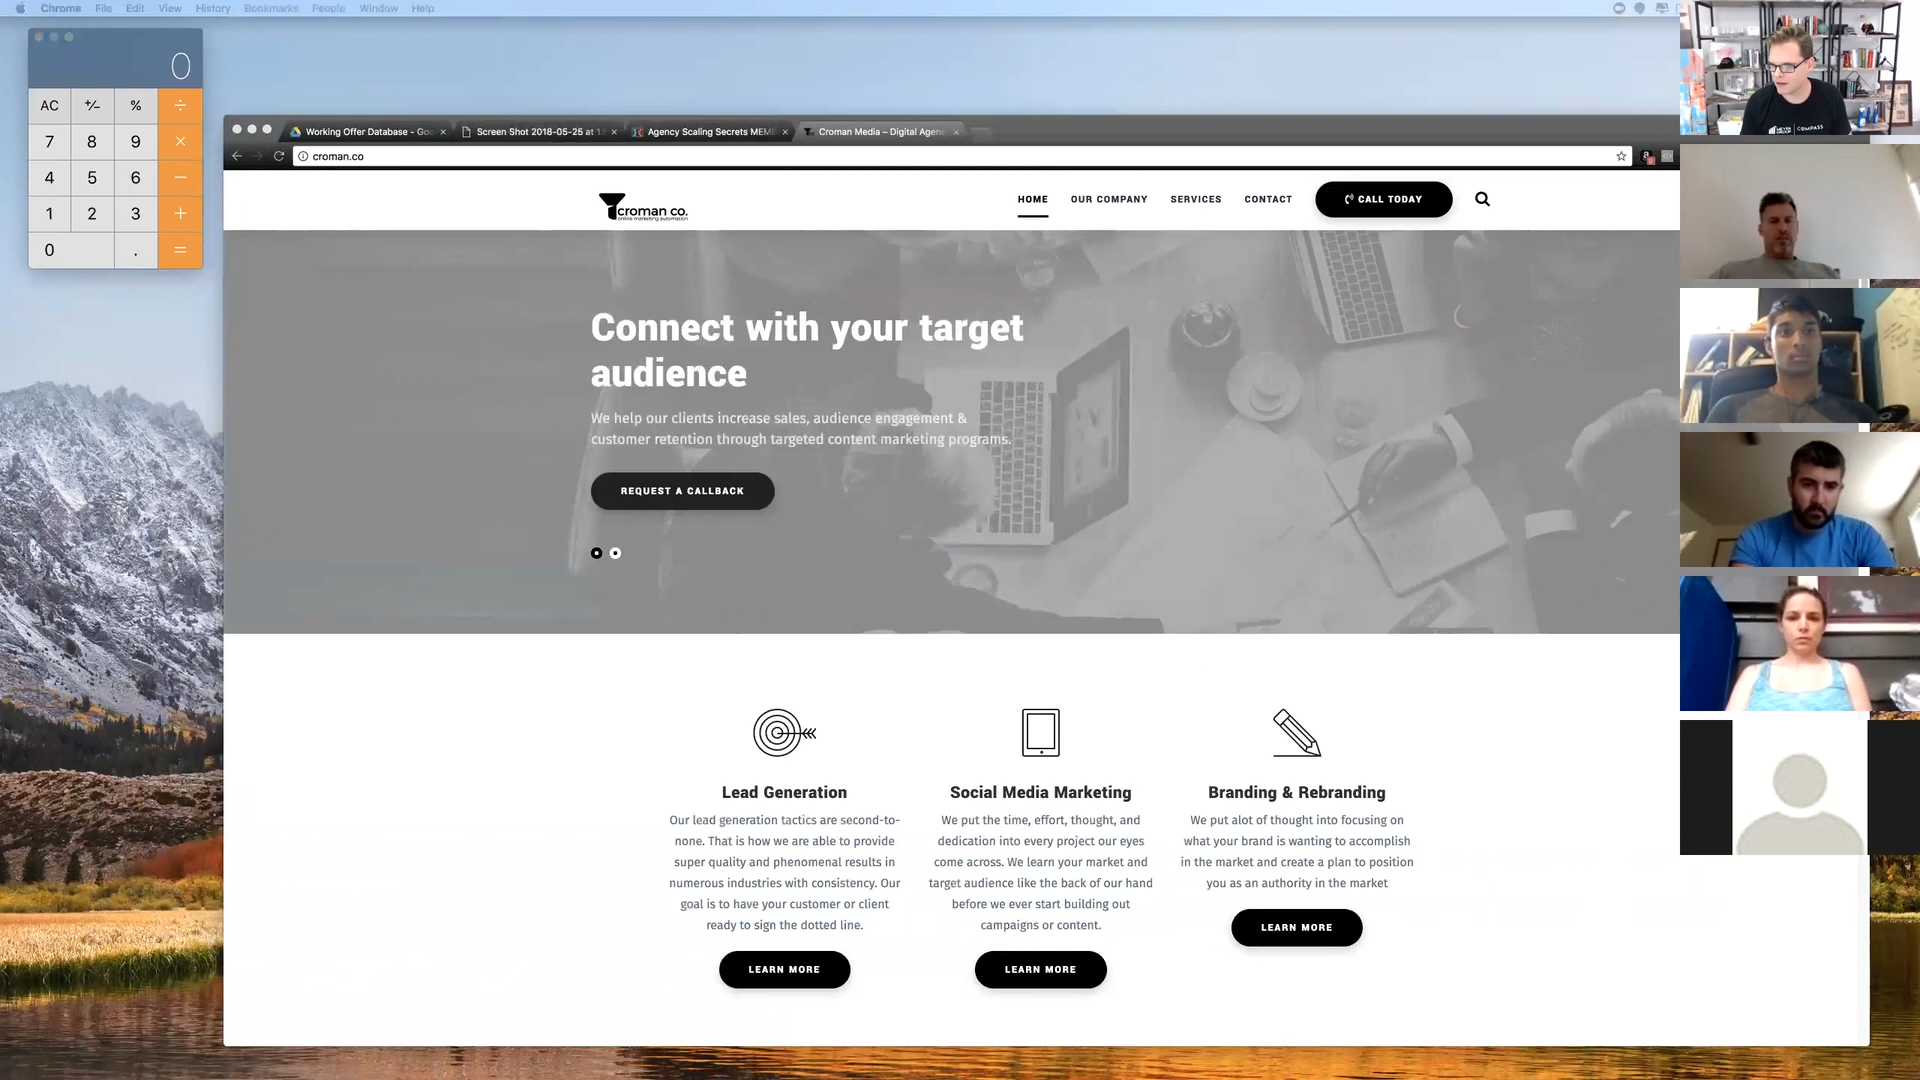 Chrome File Edit View History Bookmarks People Window Help
0
AC +/− % ÷
7 8 9 ×
4 5 6 −
1 2 3 +
0 . =
Working Offer Database - Goo
Screen Shot 2018-05-25 at 1.
Agency Scaling Secrets MEM
Croman Media – Digital Agen
croman.co
croman co.
online marketing automation
HOME OUR COMPANY SERVICES CONTACT CALL TODAY
Connect with your target
audience
We help our clients increase sales, audience engagement &
customer retention through targeted content marketing programs.
REQUEST A CALLBACK
Lead Generation
Our lead generation tactics are second-to-
none. That is how we are able to provide
super quality and phenomenal results in
numerous industries with consistency. Our
goal is to have your customer or client
ready to sign the dotted line.
LEARN MORE
Social Media Marketing
We put the time, effort, thought, and
dedication into every project our eyes
come across. We learn your market and
target audience like the back of our hand
before we ever start building out
campaigns or content.
LEARN MORE
Branding & Rebranding
We put alot of thought into focusing on
what your brand is wanting to accomplish
in the market and create a plan to position
you as an authority in the market
LEARN MORE
COMPASS